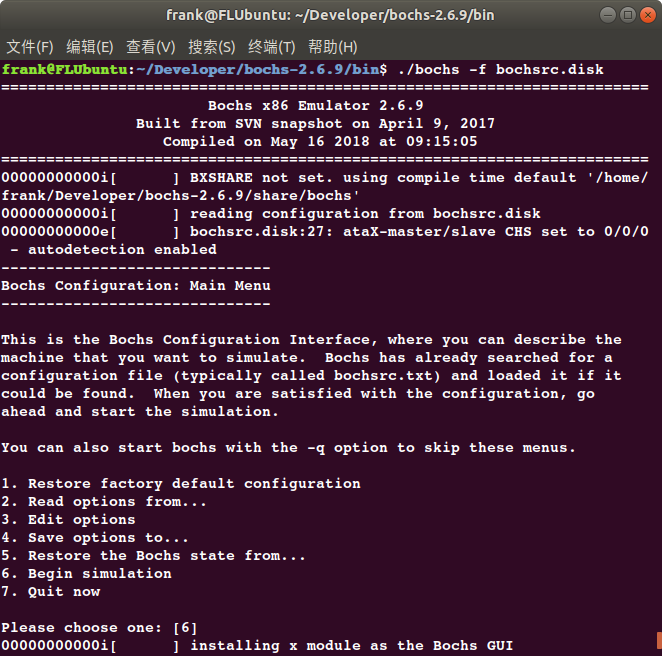 frank@FLUbuntu: ~/Developer/bochs-2.6.9/bin
文件(F) 编辑(E) 查看(V) 搜索(S) 终端(T) 帮助(H)
frank@FLUbuntu:~/Developer/bochs-2.6.9/bin$ ./bochs -f bochsrc.disk
========================================================================
Bochs x86 Emulator 2.6.9
Built from SVN snapshot on April 9, 2017
Compiled on May 16 2018 at 09:15:05
========================================================================
00000000000i[      ] BXSHARE not set. using compile time default '/home/
frank/Developer/bochs-2.6.9/share/bochs'
00000000000i[      ] reading configuration from bochsrc.disk
00000000000e[      ] bochsrc.disk:27: ataX-master/slave CHS set to 0/0/0
 - autodetection enabled
------------------------------
Bochs Configuration: Main Menu
------------------------------
This is the Bochs Configuration Interface, where you can describe the
machine that you want to simulate.  Bochs has already searched for a
configuration file (typically called bochsrc.txt) and loaded it if it
could be found.  When you are satisfied with the configuration, go
ahead and start the simulation.
You can also start bochs with the -q option to skip these menus.
1. Restore factory default configuration
2. Read options from...
3. Edit options
4. Save options to...
5. Restore the Bochs state from...
6. Begin simulation
7. Quit now
Please choose one: [6]
00000000000i[      ] installing x module as the Bochs GUI